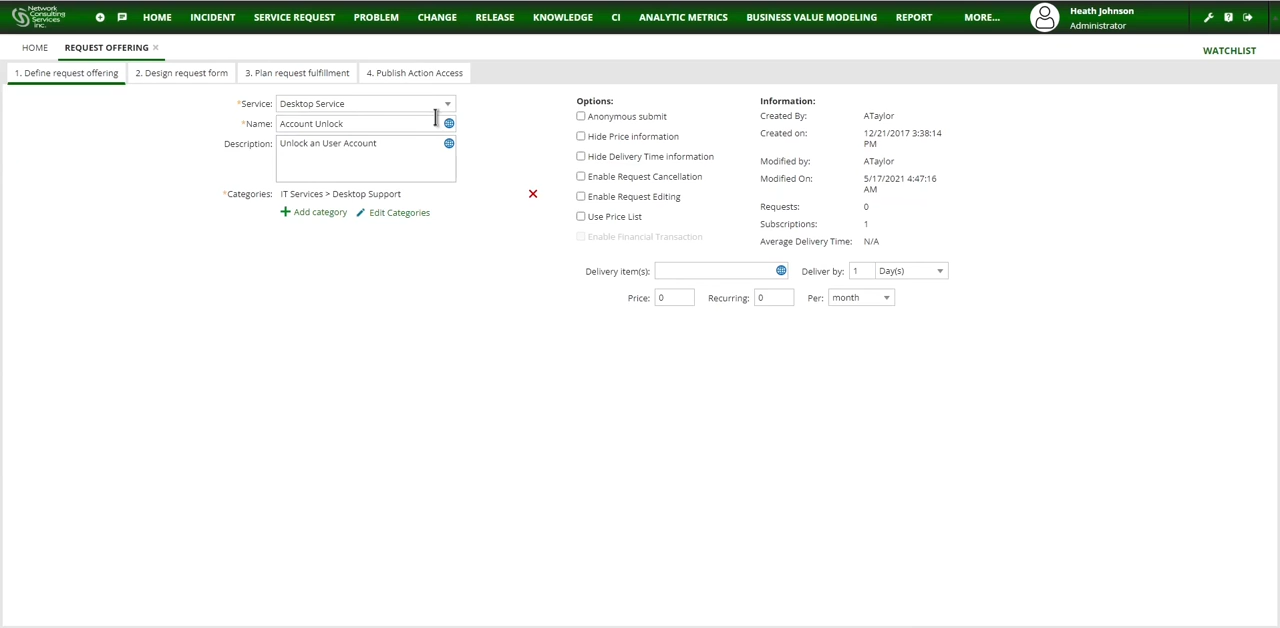 Network
Consulting
Services
Inc.
HOME INCIDENT SERVICE REQUEST PROBLEM CHANGE RELEASE KNOWLEDGE CI ANALYTIC METRICS BUSINESS VALUE MODELING REPORT MORE...
Heath Johnson
Administrator
HOME REQUEST OFFERING
WATCHLIST
1. Define request offering 2. Design request form 3. Plan request fulfillment 4. Publish Action Access
*Service: Desktop Service
*Name: Account Unlock
Description: Unlock an User Account
*Categories: IT Services > Desktop Support
Add category Edit Categories
Options:
Anonymous submit
Hide Price information
Hide Delivery Time information
Enable Request Cancellation
Enable Request Editing
Use Price List
Enable Financial Transaction
Information:
Created By: ATaylor
Created on: 12/21/2017 3:38:14
PM
Modified by: ATaylor
Modified On: 5/17/2021 4:47:16
AM
Requests: 0
Subscriptions: 1
Average Delivery Time: N/A
Delivery item(s): Deliver by: 1 Day(s)
Price: 0 Recurring: 0 Per: month